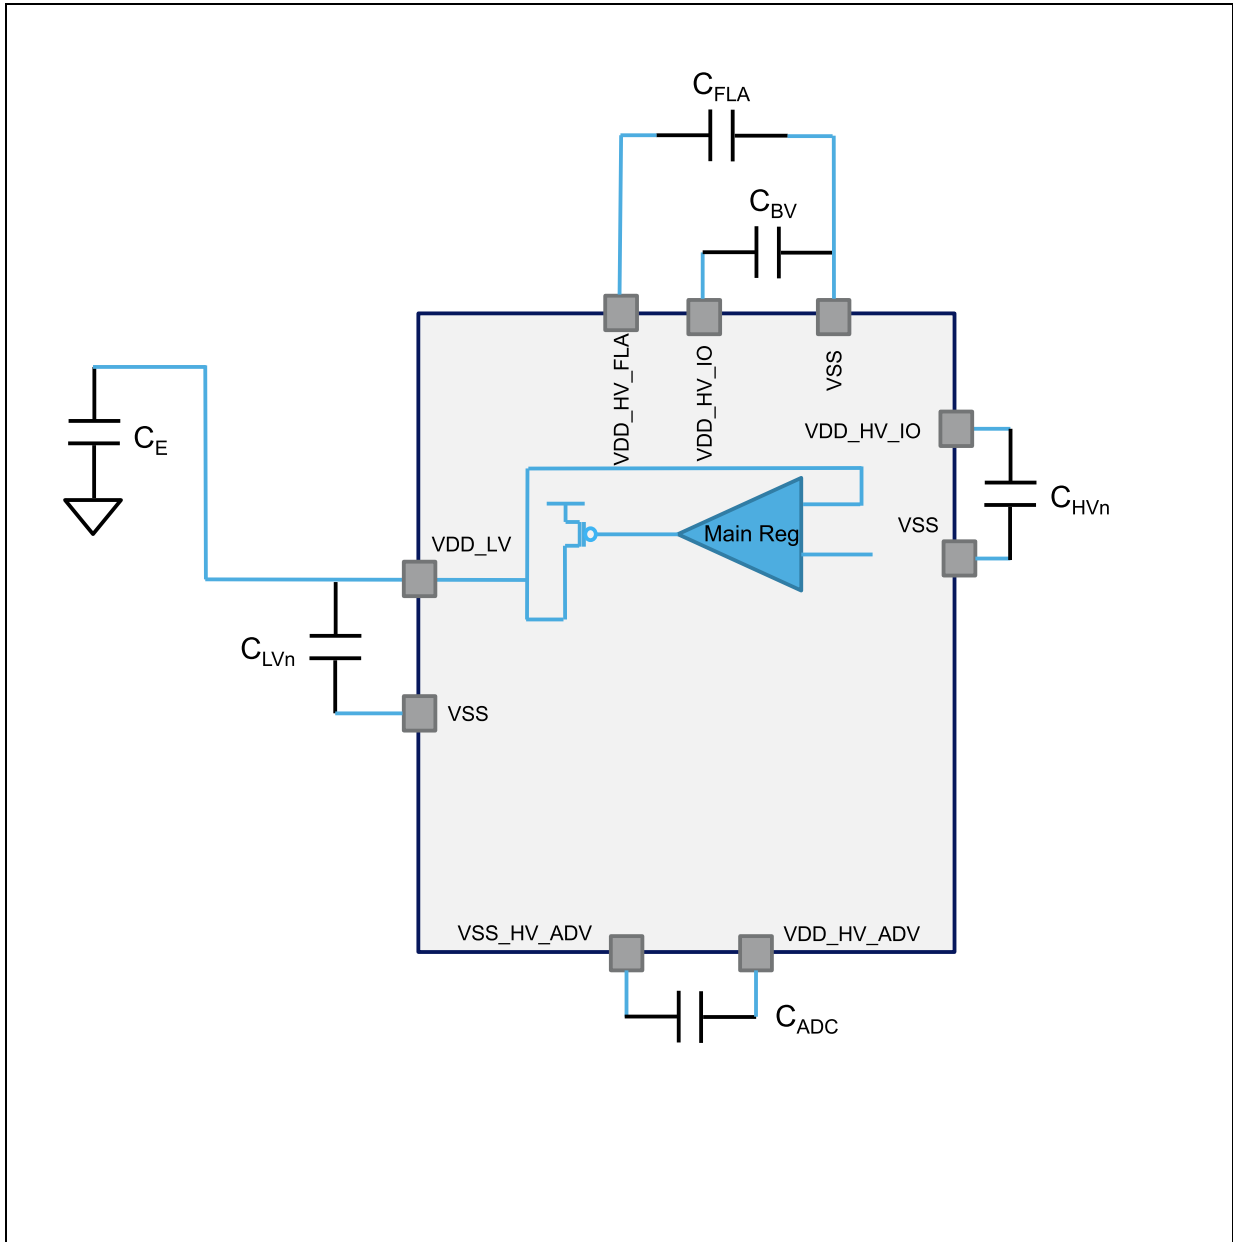 CFLA
CBV
VDD_HV_FLA
VDD_HV_IO
VSS
VDD_HV_IO
CE
CHVn
VSS
Main Reg
VDD_LV
CLVn
VSS
VSS_HV_ADV
VDD_HV_ADV
CADC